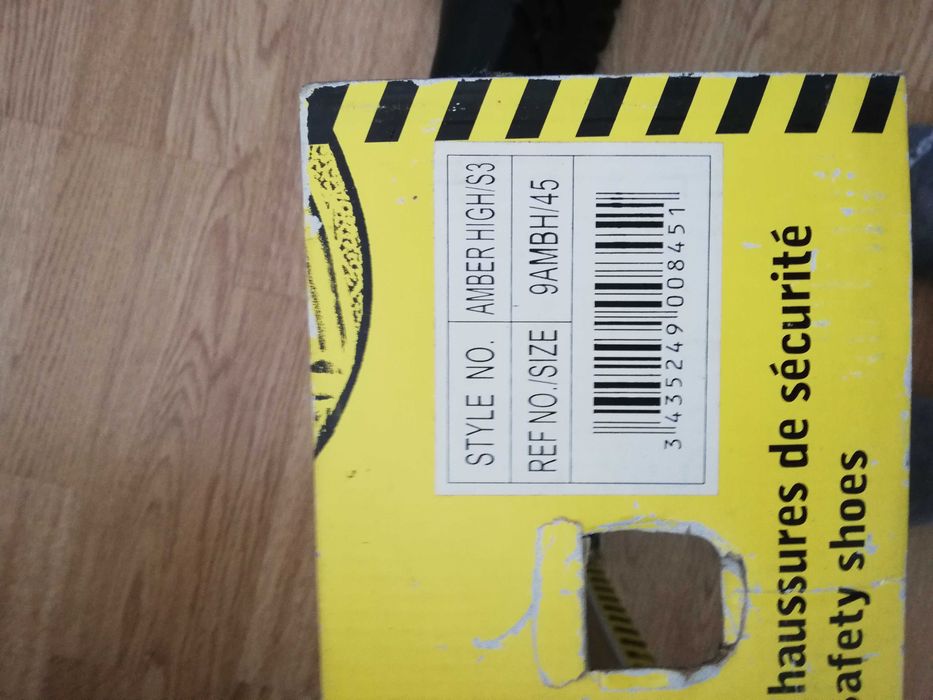 STYLE NO. AMBER HIGH/S3
REF NO./SIZE 9AMBH/45
3 435249 008451
haussures de sécurité
afety shoes